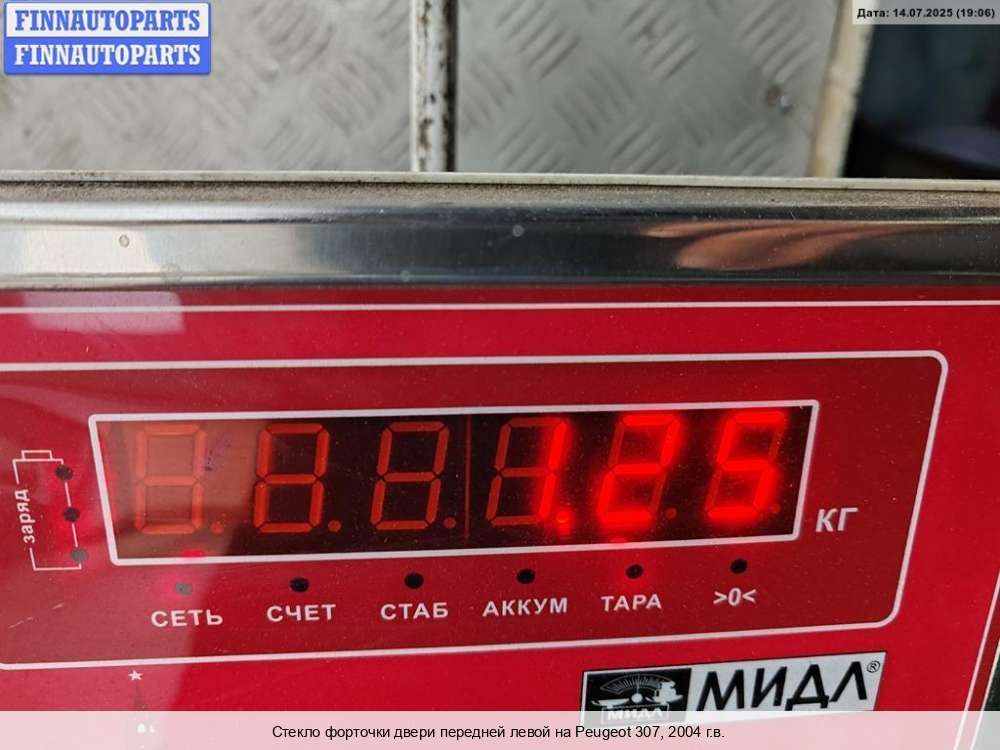 FINNAUTOPARTS
FINNAUTOPARTS
Дата: 14.07.2025 (19:06)
заряд
1.25
КГ
СЕТЬ СЧЕТ СТАБ АККУМ ТАРА >0<
МИДЛ
МИДЛ®
Стекло форточки двери передней левой на Peugeot 307, 2004 г.в.